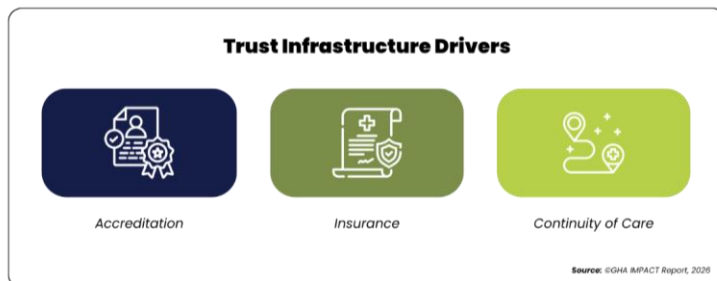 Trust Infrastructure Drivers
Accreditation
Insurance
Continuity of Care
Source: ©GHA IMPACT Report, 2026